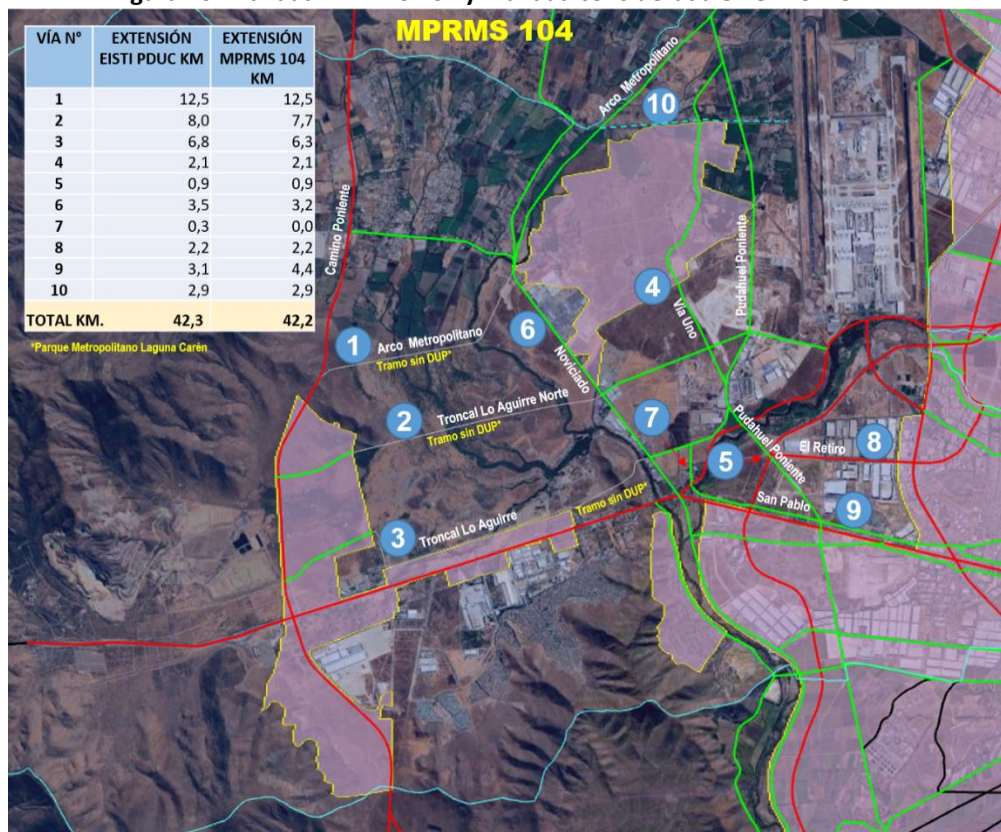 MPRMS 104
VÍA N° EXTENSIÓN EISTI PDUC KM EXTENSIÓN MPRMS 104 KM
1 12,5 12,5
2 8,0 7,7
3 6,8 6,3
4 2,1 2,1
5 0,9 0,9
6 3,5 3,2
7 0,3 0,0
8 2,2 2,2
9 3,1 4,4
10 2,9 2,9
TOTAL KM. 42,3 42,2
*Parque Metropolitano Laguna Carén
Arco Metropolitano
10
Camino Poniente
Pudahuel Poniente
4
Vía Uno
1
Arco Metropolitano
Tramo sin DUP*
6
Noviciado
2
Troncal Lo Aguirre Norte
Tramo sin DUP*
7
Pudahuel Poniente
5
El Retiro
8
San Pablo
9
3
Troncal Lo Aguirre
Tramo sin DUP*